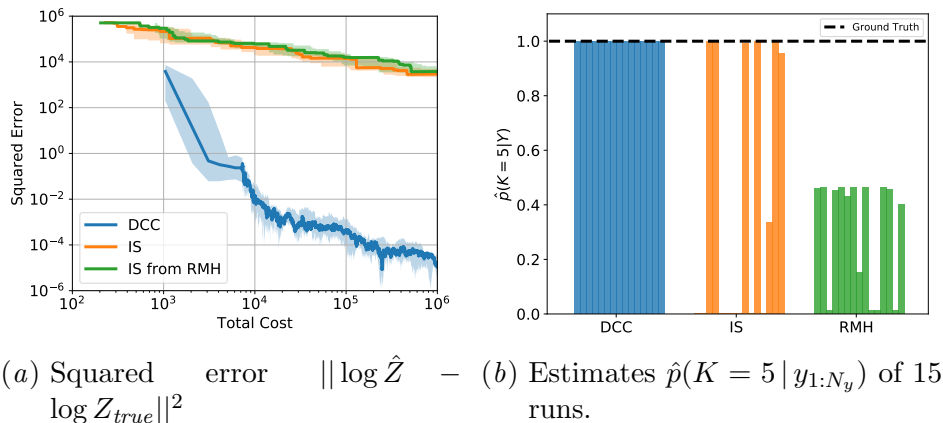 10^6
10^4
10^2
10^0
10^−2
10^−4
10^−6
Squared Error
DCC
IS
IS from RMH
10^2
10^3
10^4
10^5
10^6
Total Cost
(a) Squared error || log Ẑ −
log Z_{true}||^2
Ground Truth
1.0
0.8
0.6
0.4
0.2
0.0
p̂(K = 5|Y)
DCC
IS
RMH
(b) Estimates p̂(K = 5 | y_{1:N_y}) of 15
runs.